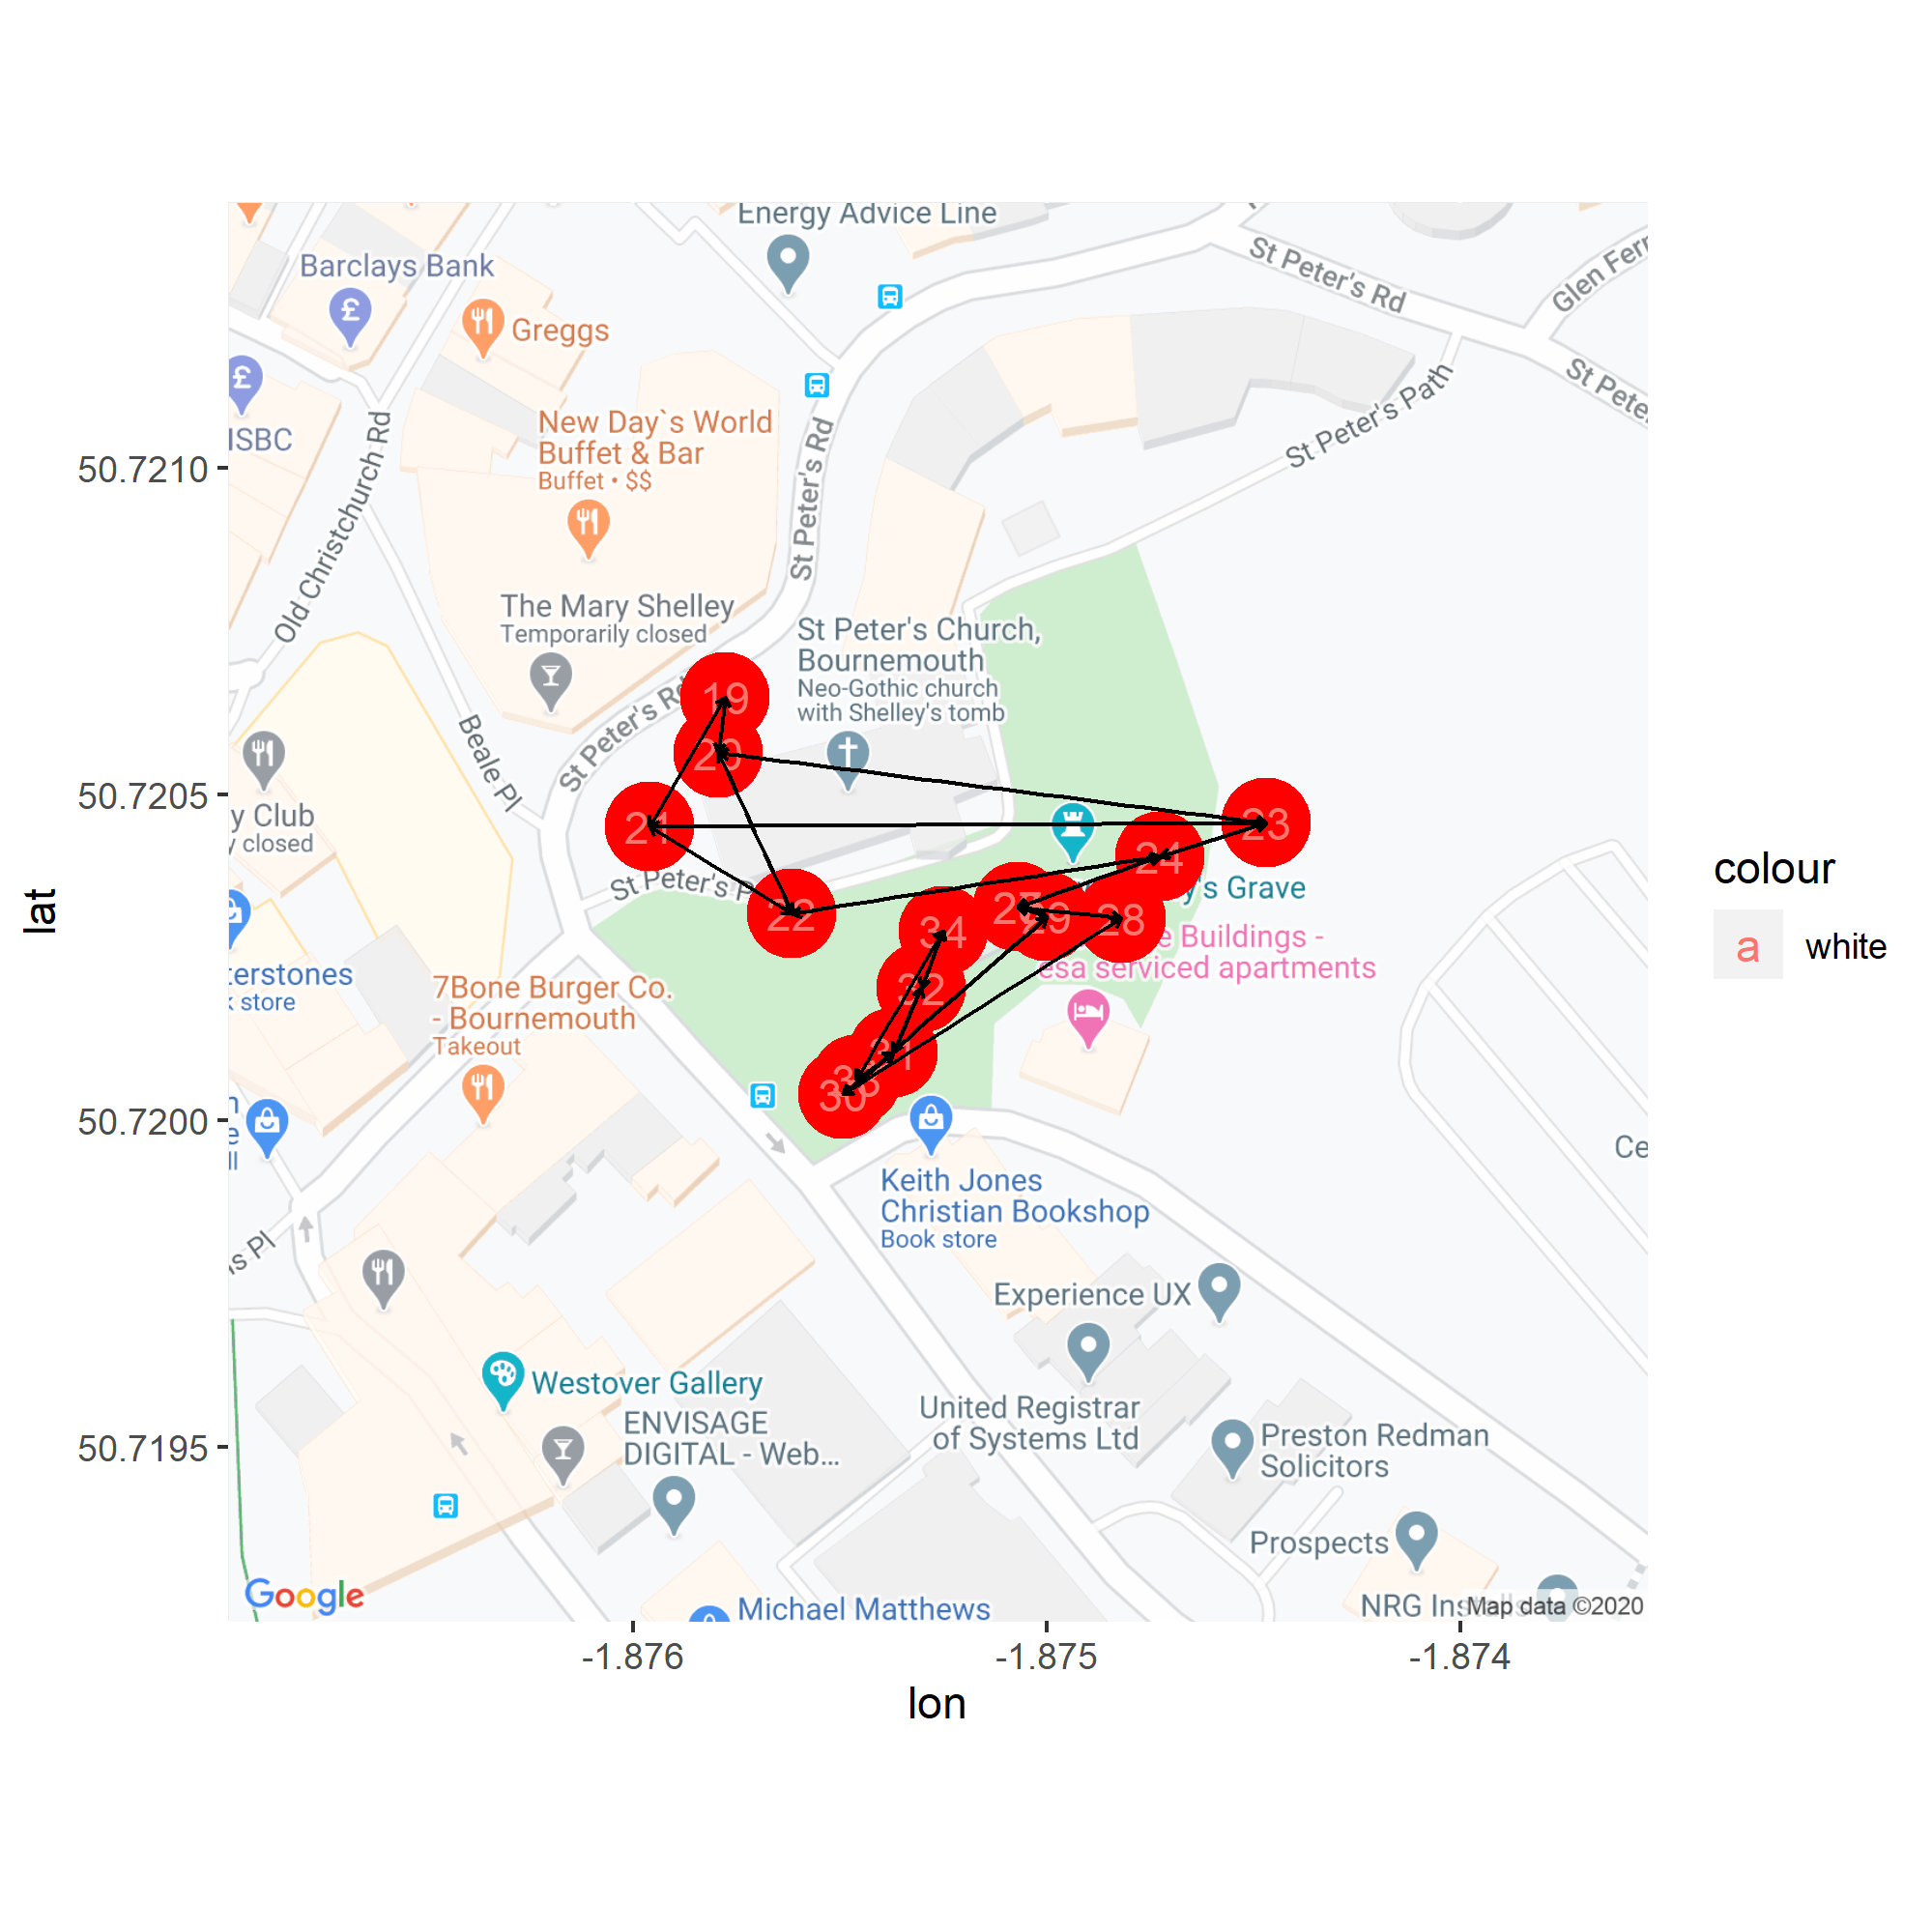 Energy Advice Line
Barclays Bank
Greggs
St Peter's Rd
Glen Ferr
St Pete
St Peter's Path
ISBC
Old Christchurch Rd
New Day`s World
Buffet & Bar
Buffet • $$
St Peter's Rd
The Mary Shelley
Temporarily closed
St Peter's Church,
Bournemouth
Neo-Gothic church
with Shelley's tomb
St Peter's Rd
Beale Pl
y Club
y closed
St Peter's P
19
20
21
22
23
24
28
29
34
32
31
30
y's Grave
e Buildings -
esa serviced apartments
terstones
k store
7Bone Burger Co.
- Bournemouth
Takeout
n
e
ll
Keith Jones
Christian Bookshop
Book store
Ce
is Pl
Experience UX
Westover Gallery
ENVISAGE
DIGITAL - Web...
United Registrar
of Systems Ltd
Preston Redman
Solicitors
Prospects
NRG Ins
Michael Matthews
Google
Map data ©2020
50.7210
50.7205
50.7200
50.7195
lat
-1.876
-1.875
-1.874
lon
colour
a
white